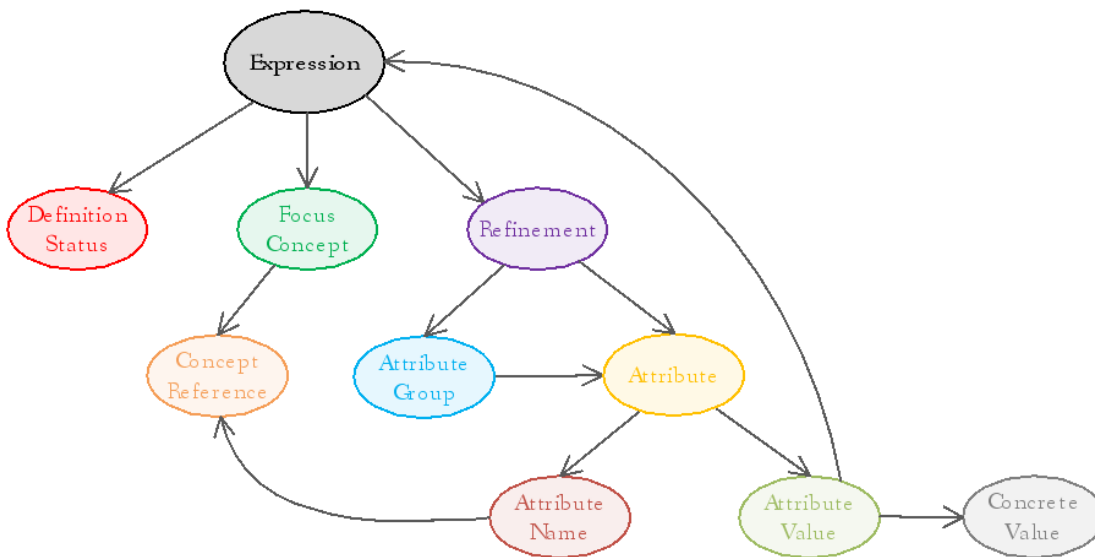 Expression
Definition
Status
Focus
Concept
Refinement
Concept
Reference
Attribute
Group
Attribute
Attribute
Name
Attribute
Value
Concrete
Value